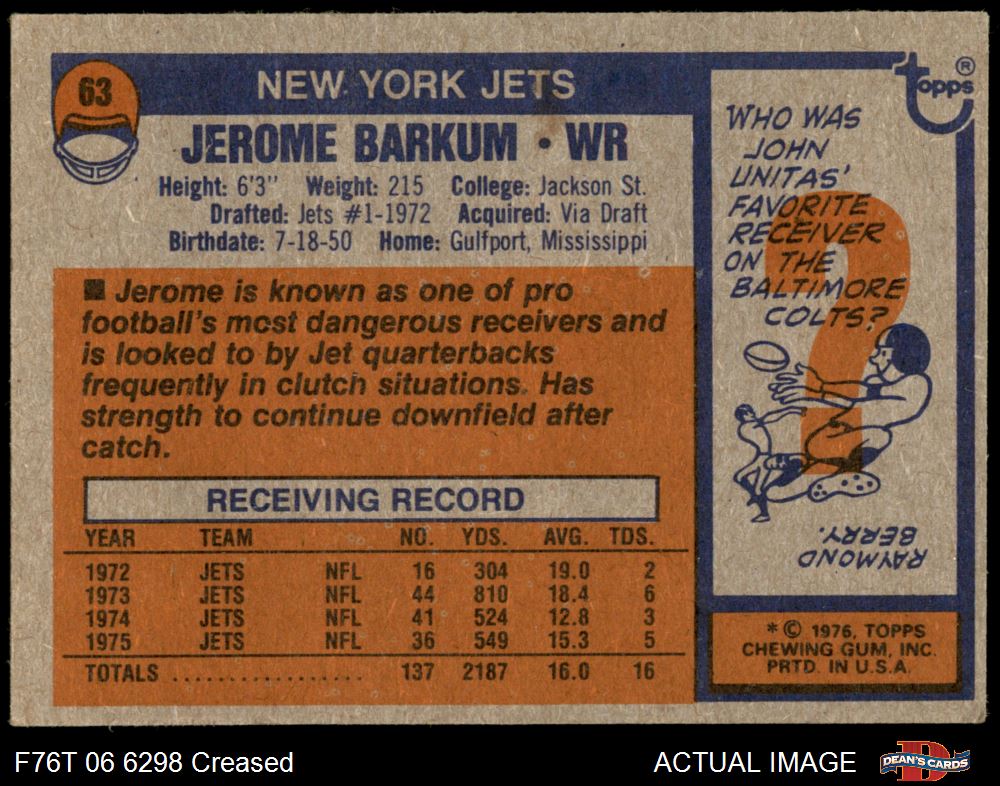 63
NEW YORK JETS
JEROME BARKUM • WR
Height: 6'3" Weight: 215 College: Jackson St.
Drafted: Jets #1-1972 Acquired: Via Draft
Birthdate: 7-18-50 Home: Gulfport, Mississippi
■ Jerome is known as one of pro
football's most dangerous receivers and
is looked to by Jet quarterbacks
frequently in clutch situations. Has
strength to continue downfield after
catch.
RECEIVING RECORD
YEAR TEAM NO. YDS. AVG. TDS.
1972 JETS NFL 16 304 19.0 2
1973 JETS NFL 44 810 18.4 6
1974 JETS NFL 41 524 12.8 3
1975 JETS NFL 36 549 15.3 5
TOTALS .................. 137 2187 16.0 16
Topps ®
WHO WAS
JOHN
UNITAS'
FAVORITE
RECEIVER
ON THE
BALTIMORE
COLTS?
?
RAYMOND
BERRY.
* © 1976, TOPPS
CHEWING GUM, INC.
PRTD. IN U.S.A.
F76T 06 6298 Creased
ACTUAL IMAGE
D
DEAN'S CARDS